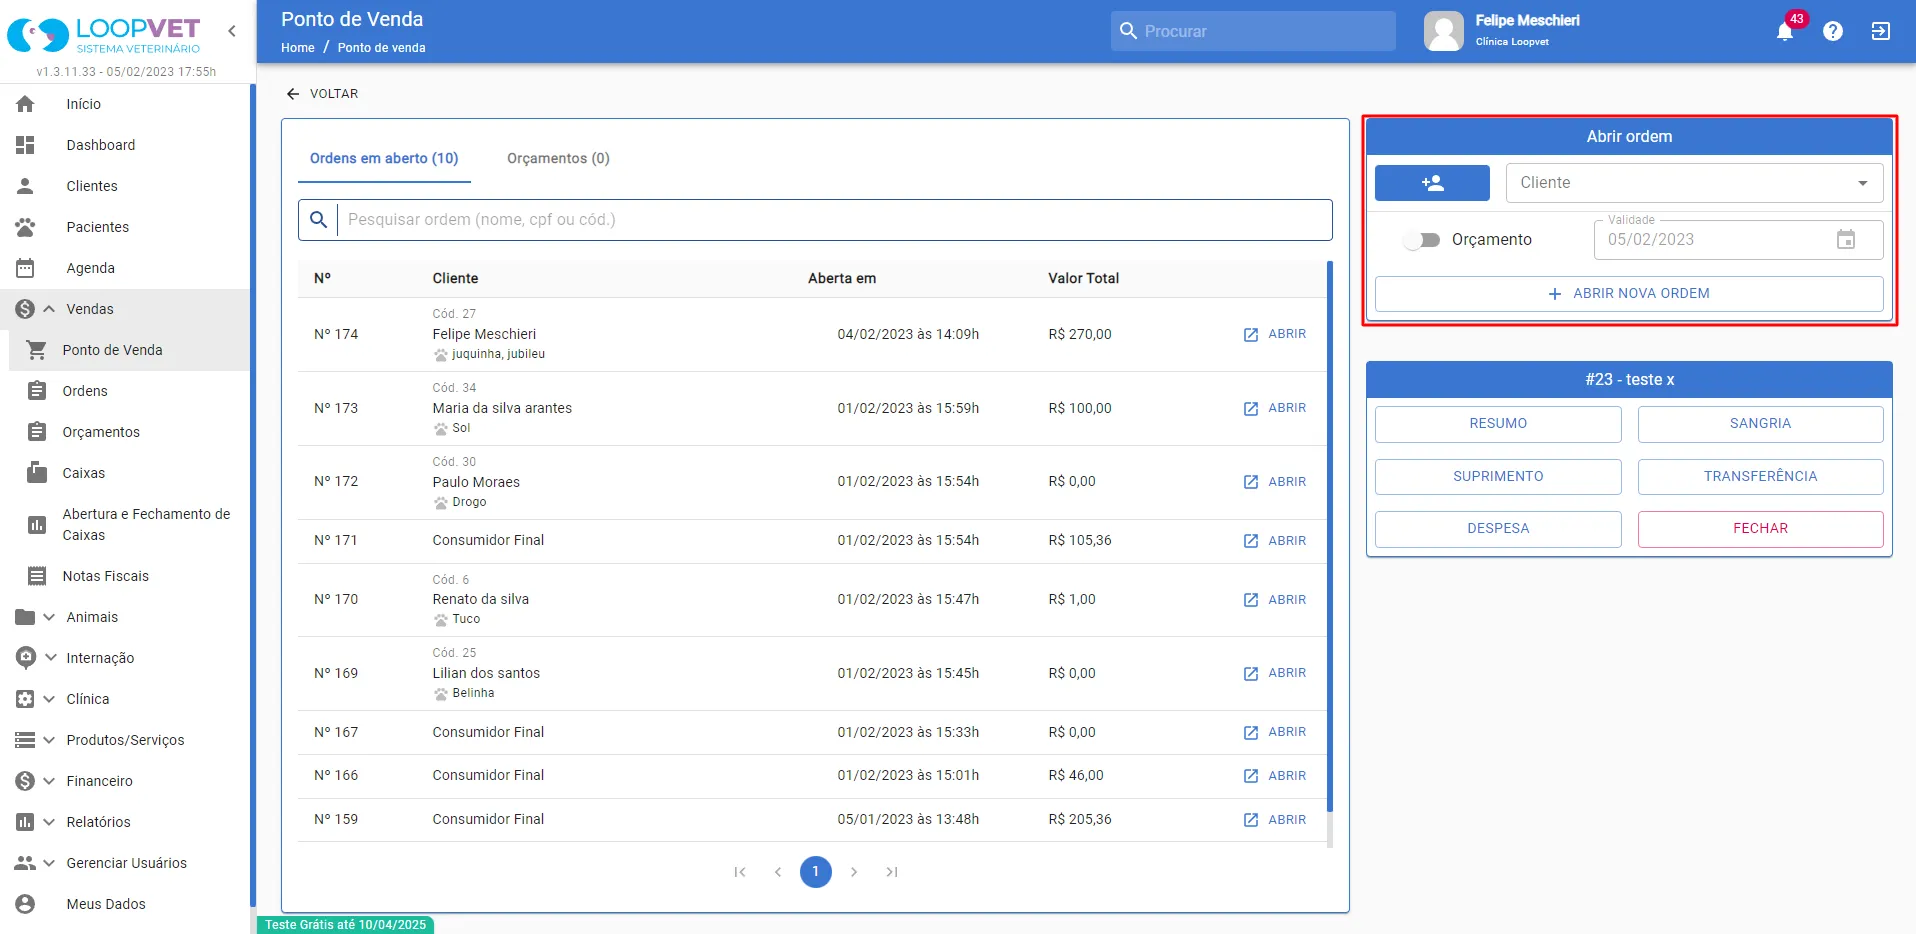 LOOPVET
SISTEMA VETERINÁRIO
v1.3.11.33 - 05/02/2023 17:55h
Início
Dashboard
Clientes
Pacientes
Agenda
Vendas
Ponto de Venda
Ordens
Orçamentos
Caixas
Abertura e Fechamento de
Caixas
Notas Fiscais
Animais
Internação
Clínica
Produtos/Serviços
Financeiro
Relatórios
Gerenciar Usuários
Meus Dados
Ponto de Venda
Home / Ponto de venda
Procurar
Felipe Meschieri
Clínica Loopvet
43
VOLTAR
Ordens em aberto (10) Orçamentos (0)
Pesquisar ordem (nome, cpf ou cód.)
Nº Cliente Aberta em Valor Total
Cód. 27
Nº 174 Felipe Meschieri 04/02/2023 às 14:09h R$ 270,00 ABRIR
juquinha, jubileu
Cód. 34
Nº 173 Maria da silva arantes 01/02/2023 às 15:59h R$ 100,00 ABRIR
Sol
Cód. 30
Nº 172 Paulo Moraes 01/02/2023 às 15:54h R$ 0,00 ABRIR
Drogo
Nº 171 Consumidor Final 01/02/2023 às 15:54h R$ 105,36 ABRIR
Cód. 6
Nº 170 Renato da silva 01/02/2023 às 15:47h R$ 1,00 ABRIR
Tuco
Cód. 25
Nº 169 Lilian dos santos 01/02/2023 às 15:45h R$ 0,00 ABRIR
Belinha
Nº 167 Consumidor Final 01/02/2023 às 15:33h R$ 0,00 ABRIR
Nº 166 Consumidor Final 01/02/2023 às 15:01h R$ 46,00 ABRIR
Nº 159 Consumidor Final 05/01/2023 às 13:48h R$ 205,36 ABRIR
1
Teste Grátis até 10/04/2025
Abrir ordem
Cliente
Orçamento
Validade
05/02/2023
+ ABRIR NOVA ORDEM
#23 - teste x
RESUMO SANGRIA
SUPRIMENTO TRANSFERÊNCIA
DESPESA FECHAR